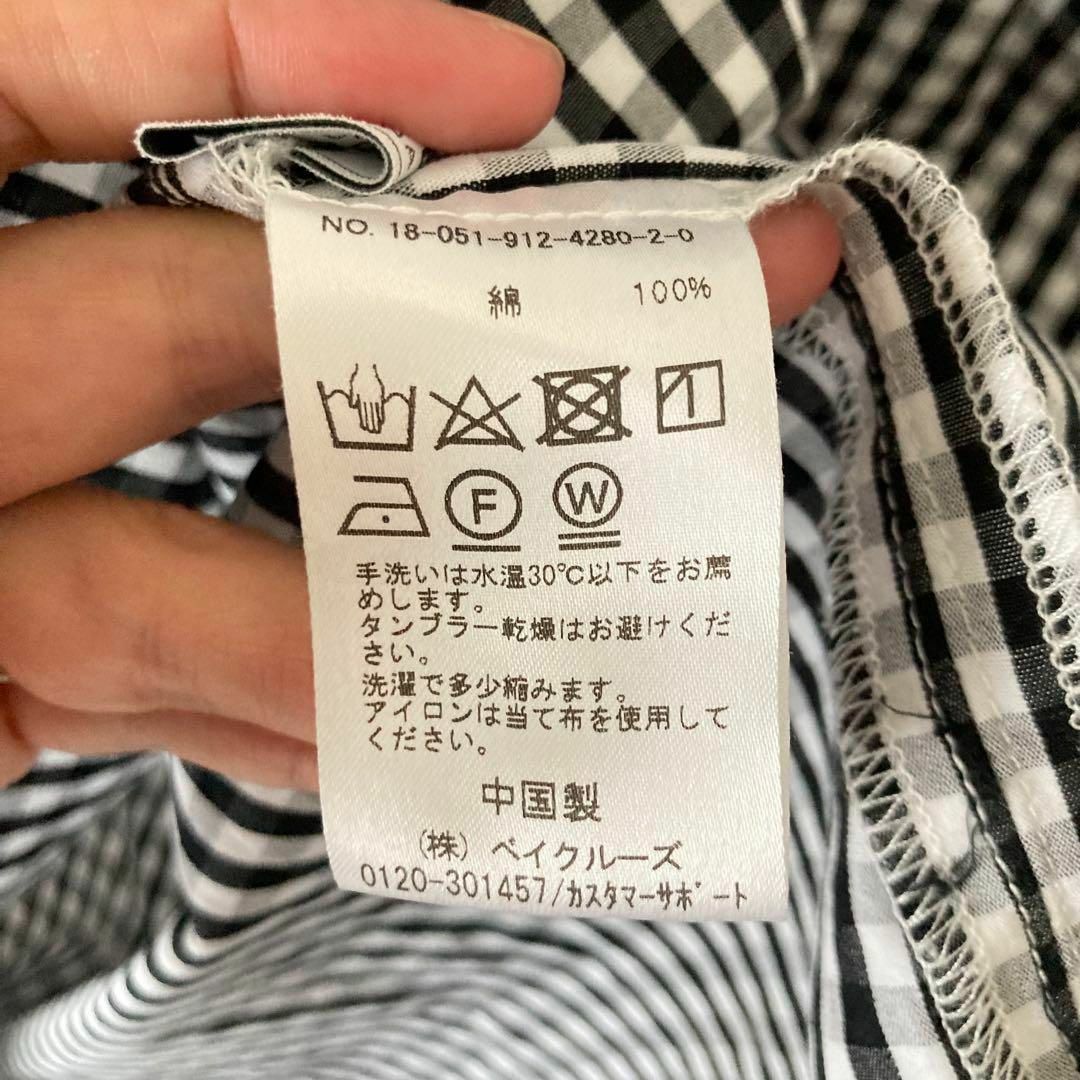 NO. 18-051-912-4280-2-0
綿 100%
F W
手洗いは水温30℃以下をお薦
めします。
タンブラー乾燥はお避けくだ
さい。
洗濯で多少縮みます。
アイロンは当て布を使用して
ください。
中国製
(株) ベイクルーズ
0120-301457/カスタマーサポート